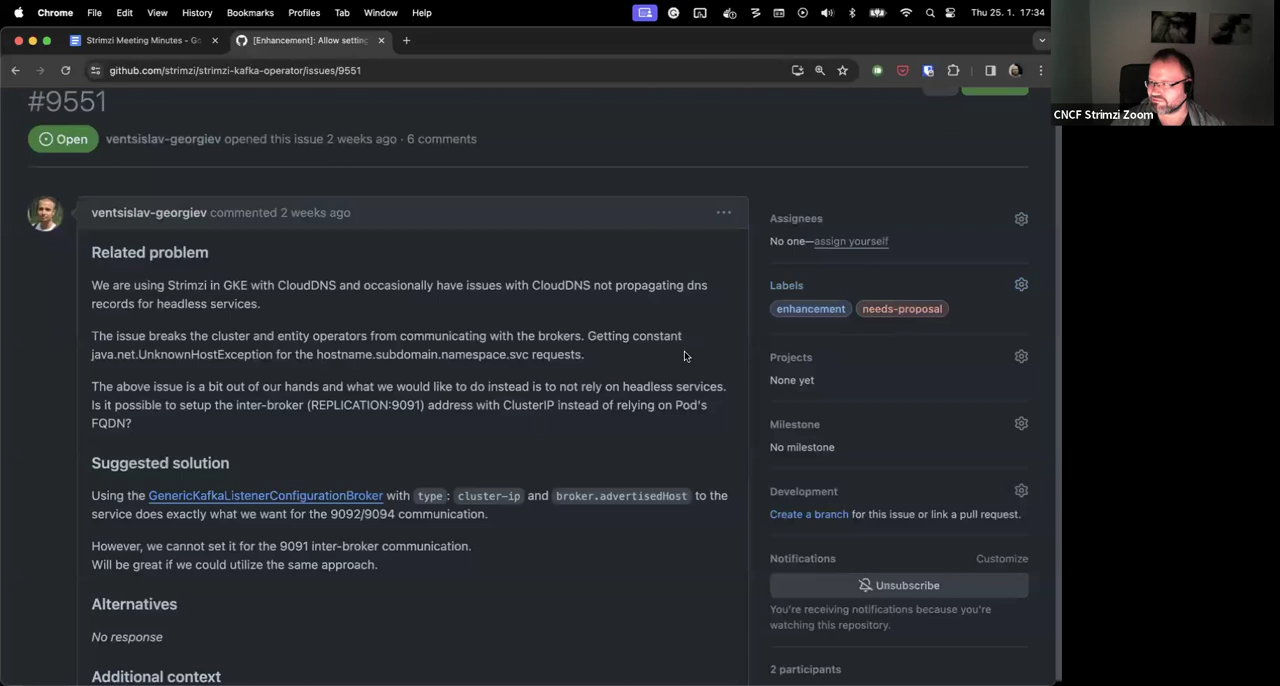 Chrome File Edit View History Bookmarks Profiles Tab Window Help Thu 25. 1. 17:34
Strimzi Meeting Minutes - Go
[Enhancement]: Allow setting
github.com/strimzi/strimzi-kafka-operator/issues/9551
CNCF Strimzi Zoom
#9551
Open ventsislav-georgiev opened this issue 2 weeks ago · 6 comments
ventsislav-georgiev commented 2 weeks ago
Related problem
We are using Strimzi in GKE with CloudDNS and occasionally have issues with CloudDNS not propagating dns
records for headless services.
The issue breaks the cluster and entity operators from communicating with the brokers. Getting constant
java.net.UnknownHostException for the hostname.subdomain.namespace.svc requests.
The above issue is a bit out of our hands and what we would like to do instead is to not rely on headless services.
Is it possible to setup the inter-broker (REPLICATION:9091) address with ClusterIP instead of relying on Pod's
FQDN?
Suggested solution
Using the GenericKafkaListenerConfigurationBroker with type: cluster-ip and broker.advertisedHost to the
service does exactly what we want for the 9092/9094 communication.
However, we cannot set it for the 9091 inter-broker communication.
Will be great if we could utilize the same approach.
Alternatives
No response
Additional context
Assignees
No one—assign yourself
Labels
enhancement needs-proposal
Projects
None yet
Milestone
No milestone
Development
Create a branch for this issue or link a pull request.
Notifications Customize
Unsubscribe
You're receiving notifications because you're
watching this repository.
2 participants